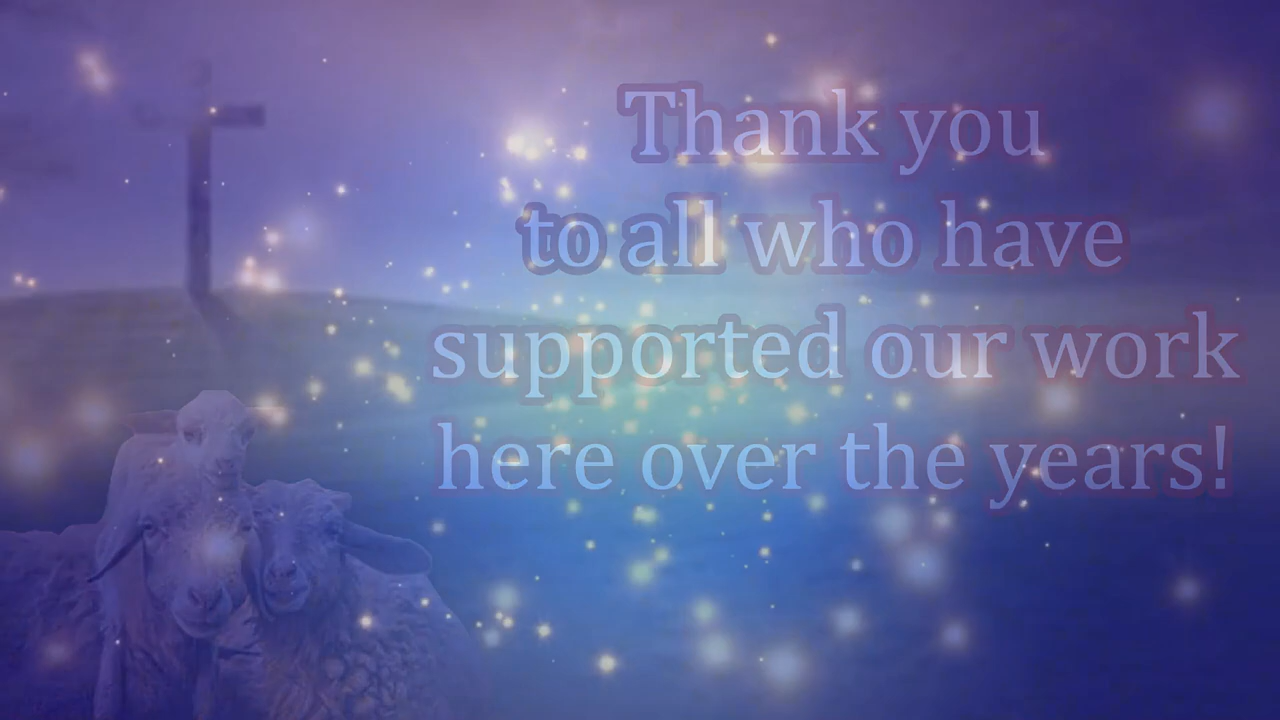 Thank you
to all who have
supported our work
here over the years!